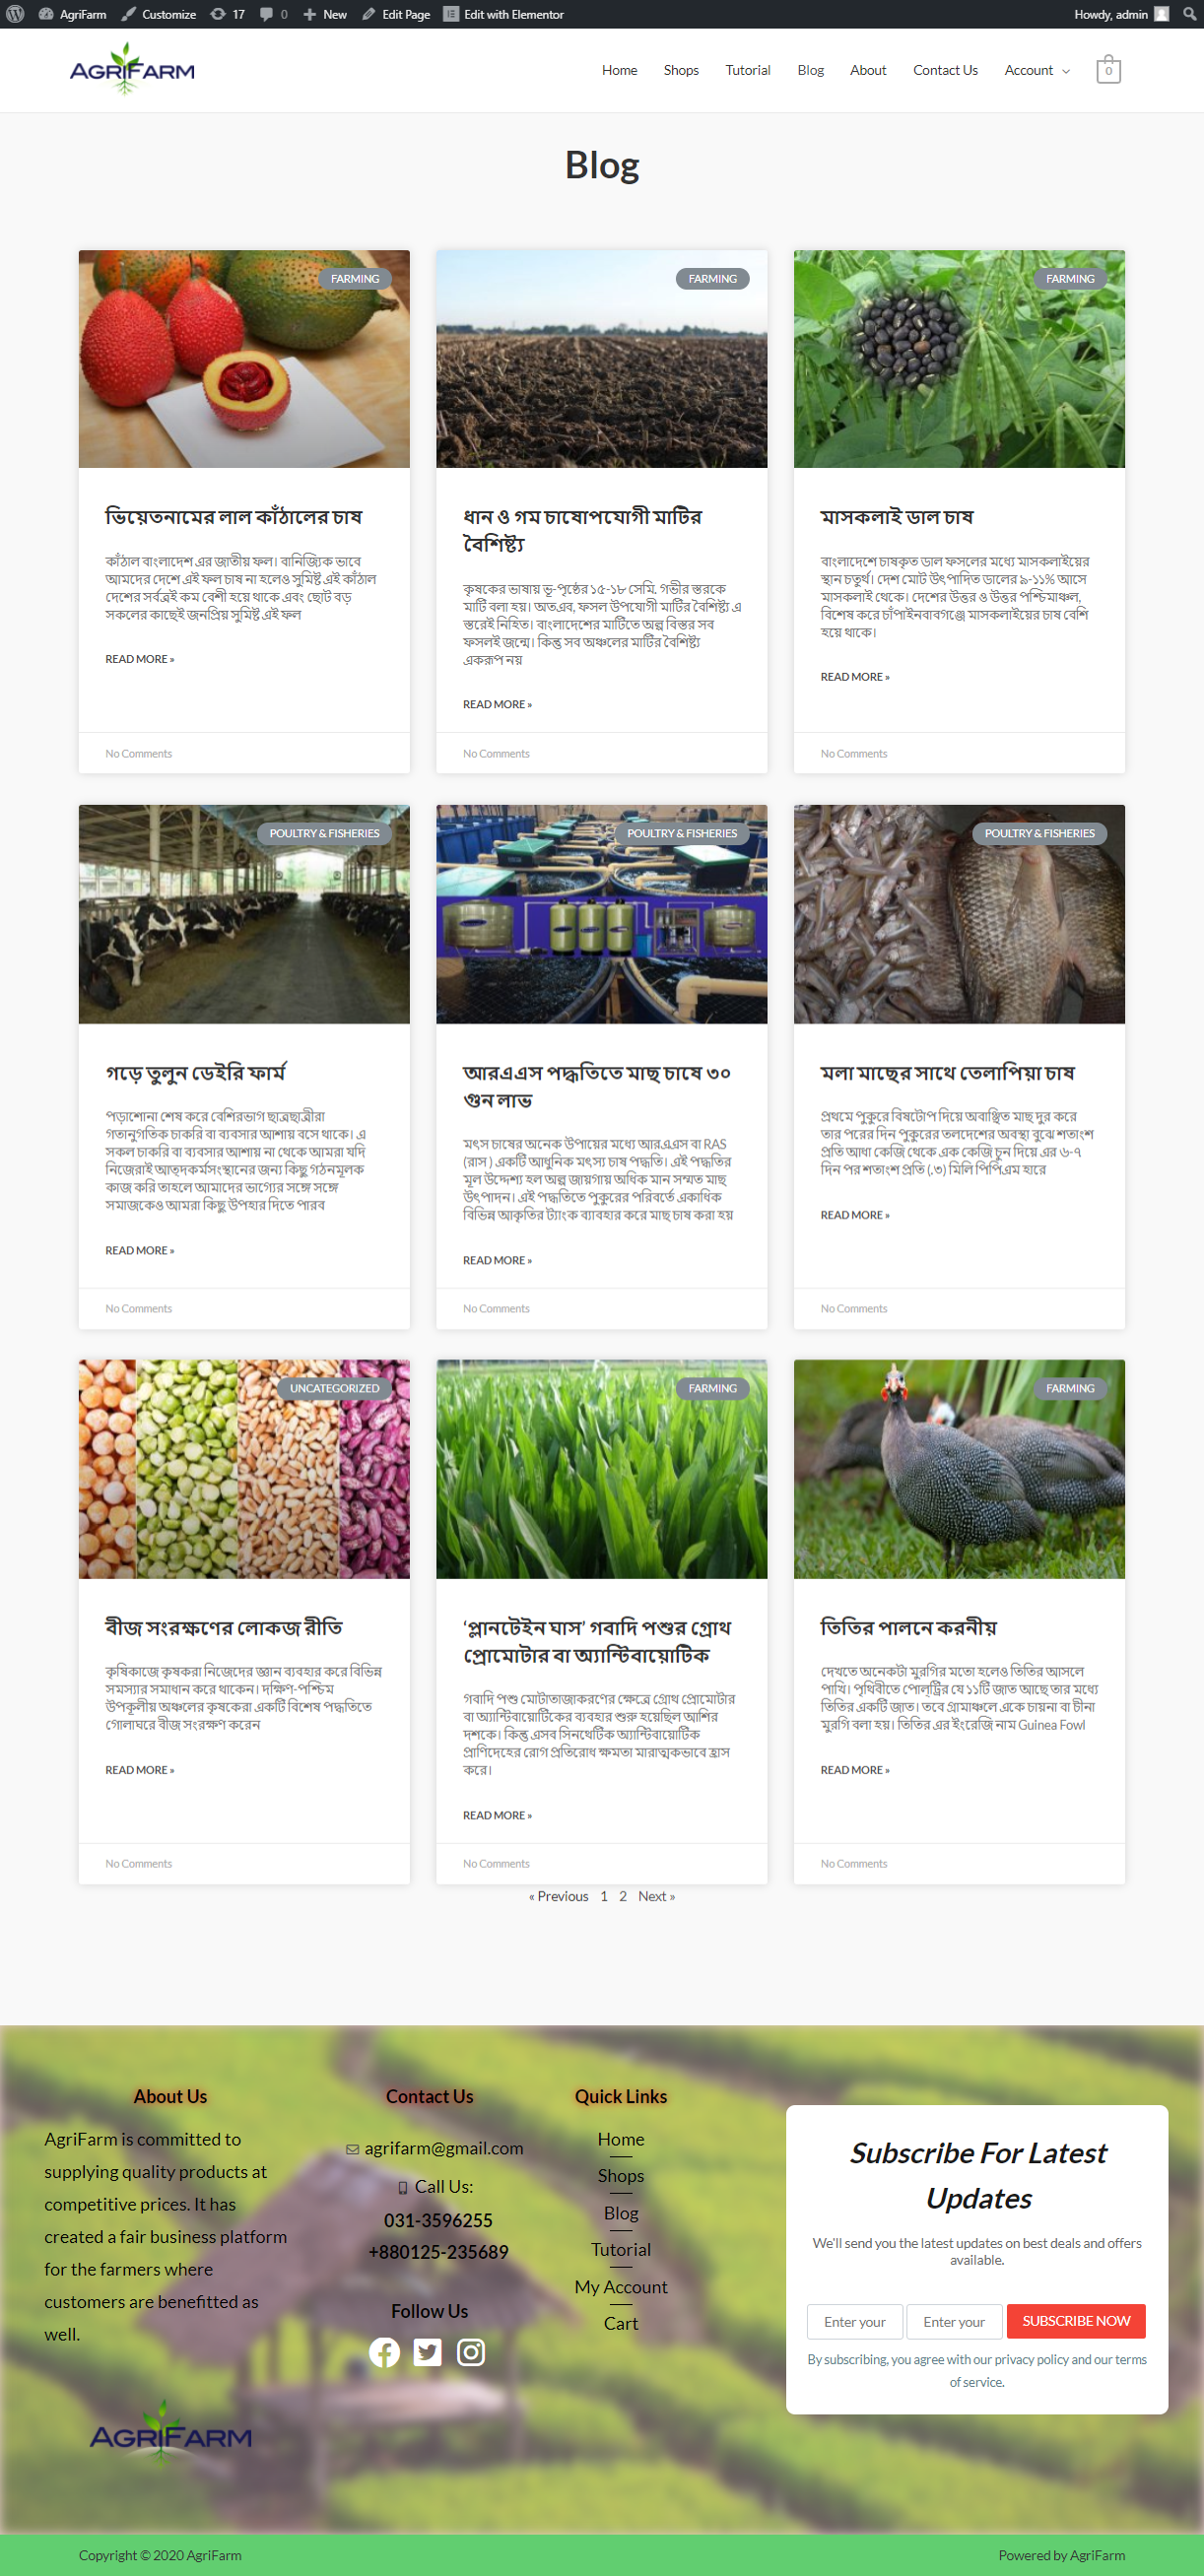 AgriFarm Customize 17 0 New Edit Page Edit with Elementor Howdy, admin
AGRIFARM
Home Shops Tutorial Blog About Contact Us Account 0
Blog
FARMING
ভিয়েতনামের লাল কাঁঠালের চাষ
কাঁঠাল বাংলাদেশ এর জাতীয় ফল। বানিজ্যিক ভাবে
আমদের দেশে এই ফল চাষ না হলেও সুমিষ্ট এই কাঁঠাল
দেশের সর্বত্রই কম বেশী হয়ে থাকে এবং ছোট বড়
সকলের কাছেই জনপ্রিয় সুমিষ্ট এই ফল
READ MORE »
No Comments
FARMING
ধান ও গম চাষোপযোগী মাটির
বৈশিষ্ট্য
কৃষকের ভাষায় ভূ-পৃষ্ঠের ১৫-১৮ সেমি. গভীর স্তরকে
মাটি বলা হয়। অতএব, ফসল উপযোগী মাটির বৈশিষ্ট্য এ
স্তরেই নিহিত। বাংলাদেশের মাটিতে অল্প বিস্তর সব
ফসলই জন্মে। কিন্তু সব অঞ্চলের মাটির বৈশিষ্ট্য
একরূপ নয়
READ MORE »
No Comments
FARMING
মাসকলাই ডাল চাষ
বাংলাদেশে চাষকৃত ডাল ফসলের মধ্যে মাসকলাইয়ের
স্থান চতুর্থ। দেশ মোট উৎপাদিত ডালের ৯-১১% আসে
মাসকলাই থেকে। দেশের উত্তর ও উত্তর পশ্চিমাঞ্চল,
বিশেষ করে চাঁপাইনবাবগঞ্জে মাসকলাইয়ের চাষ বেশি
হয়ে থাকে।
READ MORE »
No Comments
POULTRY & FISHERIES
গড়ে তুলুন ডেইরি ফার্ম
পড়াশোনা শেষ করে বেশিরভাগ ছাত্রছাত্রীরা
গতানুগতিক চাকরি বা ব্যবসার আশায় বসে থাকে। এ
সকল চাকরি বা ব্যবসার আশায় না থেকে আমরা যদি
নিজেরাই আত্দকর্মসংস্থানের জন্য কিছু গঠনমূলক
কাজ করি তাহলে আমাদের ভাগ্যের সঙ্গে সঙ্গে
সমাজকেও আমরা কিছু উপহার দিতে পারব
READ MORE »
No Comments
POULTRY & FISHERIES
আরএএস পদ্ধতিতে মাছ চাষে ৩০
গুন লাভ
মৎস চাষের অনেক উপায়ের মধ্যে আরএএস বা RAS
(রাস ) একটি আধুনিক মৎস্য চাষ পদ্ধতি। এই পদ্ধতির
মূল উদ্দেশ্য হল অল্প জায়গায় অধিক মান সম্মত মাছ
উৎপাদন। এই পদ্ধতিতে পুকুরের পরিবর্তে একাধিক
বিভিন্ন আকৃতির ট্যাংক ব্যাবহার করে মাছ চাষ করা হয়
READ MORE »
No Comments
POULTRY & FISHERIES
মলা মাছের সাথে তেলাপিয়া চাষ
প্রথমে পুকুরে বিষটোপ দিয়ে অবাঞ্ছিত মাছ দুর করে
তার পরের দিন পুকুরের তলদেশের অবস্থা বুঝে শতাংশ
প্রতি আধা কেজি থেকে এক কেজি চুন দিয়ে এর ৬-৭
দিন পর শতাংশ প্রতি (.৩) মিলি পিপিএম হারে
READ MORE »
No Comments
UNCATEGORIZED
বীজ সংরক্ষণের লোকজ রীতি
কৃষিকাজে কৃষকরা নিজেদের জ্ঞান ব্যবহার করে বিভিন্ন
সমস্যার সমাধান করে থাকেন। দক্ষিণ-পশ্চিম
উপকূলীয় অঞ্চলের কৃষকেরা একটি বিশেষ পদ্ধতিতে
গোলাঘরে বীজ সংরক্ষণ করেন
READ MORE »
No Comments
FARMING
‘প্লানটেইন ঘাস’ গবাদি পশুর গ্রোথ
প্রোমোটার বা অ্যান্টিবায়োটিক
গবাদি পশু মোটাতাজাকরণের ক্ষেত্রে গ্রোথ প্রোমোটার
বা অ্যান্টিবায়োটিকের ব্যবহার শুরু হয়েছিল আশির
দশকে। কিন্তু এসব সিনথেটিক অ্যান্টিবায়োটিক
প্রাণিদেহের রোগ প্রতিরোধ ক্ষমতা মারাত্মকভাবে হ্রাস
করে।
READ MORE »
No Comments
FARMING
তিতির পালনে করনীয়
দেখতে অনেকটা মুরগির মতো হলেও তিতির আসলে
পাখি। পৃথিবীতে পোল্ট্রির যে ১১টি জাত আছে তার মধ্যে
তিতির একটি জাত। তবে গ্রামাঞ্চলে একে চায়না বা চীনা
মুরগি বলা হয়। তিতির এর ইংরেজি নাম Guinea Fowl
READ MORE »
No Comments
« Previous 1 2 Next »
About Us
AgriFarm is committed to
supplying quality products at
competitive prices. It has
created a fair business platform
for the farmers where
customers are benefitted as
well.
AGRIFARM
Contact Us
agrifarm@gmail.com
Call Us:
031-3596255
+880125-235689
Follow Us
Quick Links
Home
Shops
Blog
Tutorial
My Account
Cart
Subscribe For Latest
Updates
We'll send you the latest updates on best deals and offers
available.
Enter your Enter your SUBSCRIBE NOW
By subscribing, you agree with our privacy policy and our terms
of service.
Copyright © 2020 AgriFarm Powered by AgriFarm